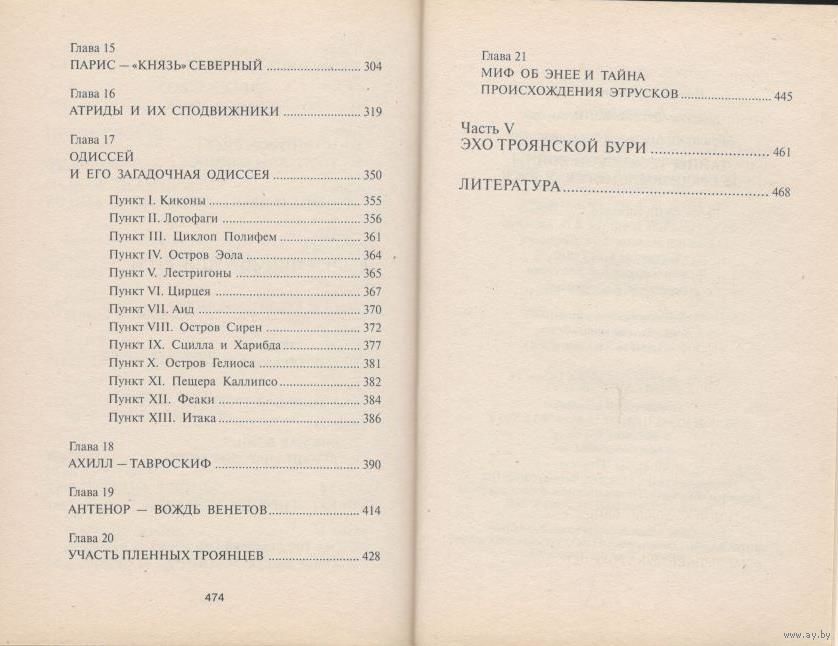 Глава 15
ПАРИС — «КНЯЗЬ» СЕВЕРНЫЙ ........................ 304
Глава 16
АТРИДЫ И ИХ СПОДВИЖНИКИ .................... 319
Глава 17
ОДИССЕЙ
И ЕГО ЗАГАДОЧНАЯ ОДИССЕЯ ..................... 350
Пункт I. Киконы ........................................ 355
Пункт II. Лотофаги ..................................... 356
Пункт III. Циклоп Полифем ..................... 361
Пункт IV. Остров Эола ............................. 364
Пункт V. Лестригоны ................................ 365
Пункт VI. Цирцея ..................................... 367
Пункт VII. Аид ......................................... 370
Пункт VIII. Остров Сирен ........................ 372
Пункт IX. Сцилла и Харибда .................... 377
Пункт X. Остров Гелиоса ......................... 381
Пункт XI. Пещера Каллипсо ..................... 382
Пункт XII. Феаки ..................................... 384
Пункт XIII. Итака ..................................... 386
Глава 18
АХИЛЛ — ТАВРОСКИФ .................................. 390
Глава 19
АНТЕНОР — ВОЖДЬ ВЕНЕТОВ ...................... 414
Глава 20
УЧАСТЬ ПЛЕННЫХ ТРОЯНЦЕВ ....................... 428
474
Глава 21
МИФ ОБ ЭНЕЕ И ТАЙНА
ПРОИСХОЖДЕНИЯ ЭТРУСКОВ ....................... 445
Часть V
ЭХО ТРОЯНСКОЙ БУРИ .............................. 461
ЛИТЕРАТУРА .................................................. 468
www.ay.by